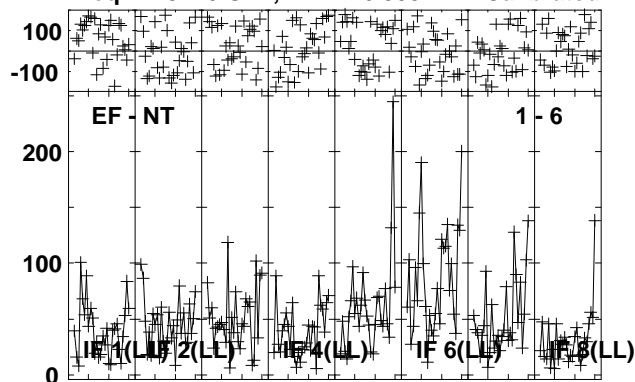 100
-100
EF - NT 1 - 6
200
100
0
IF 1(LL) IF 2(LL) IF 4(LL) IF 6(LL) IF 8(LL)